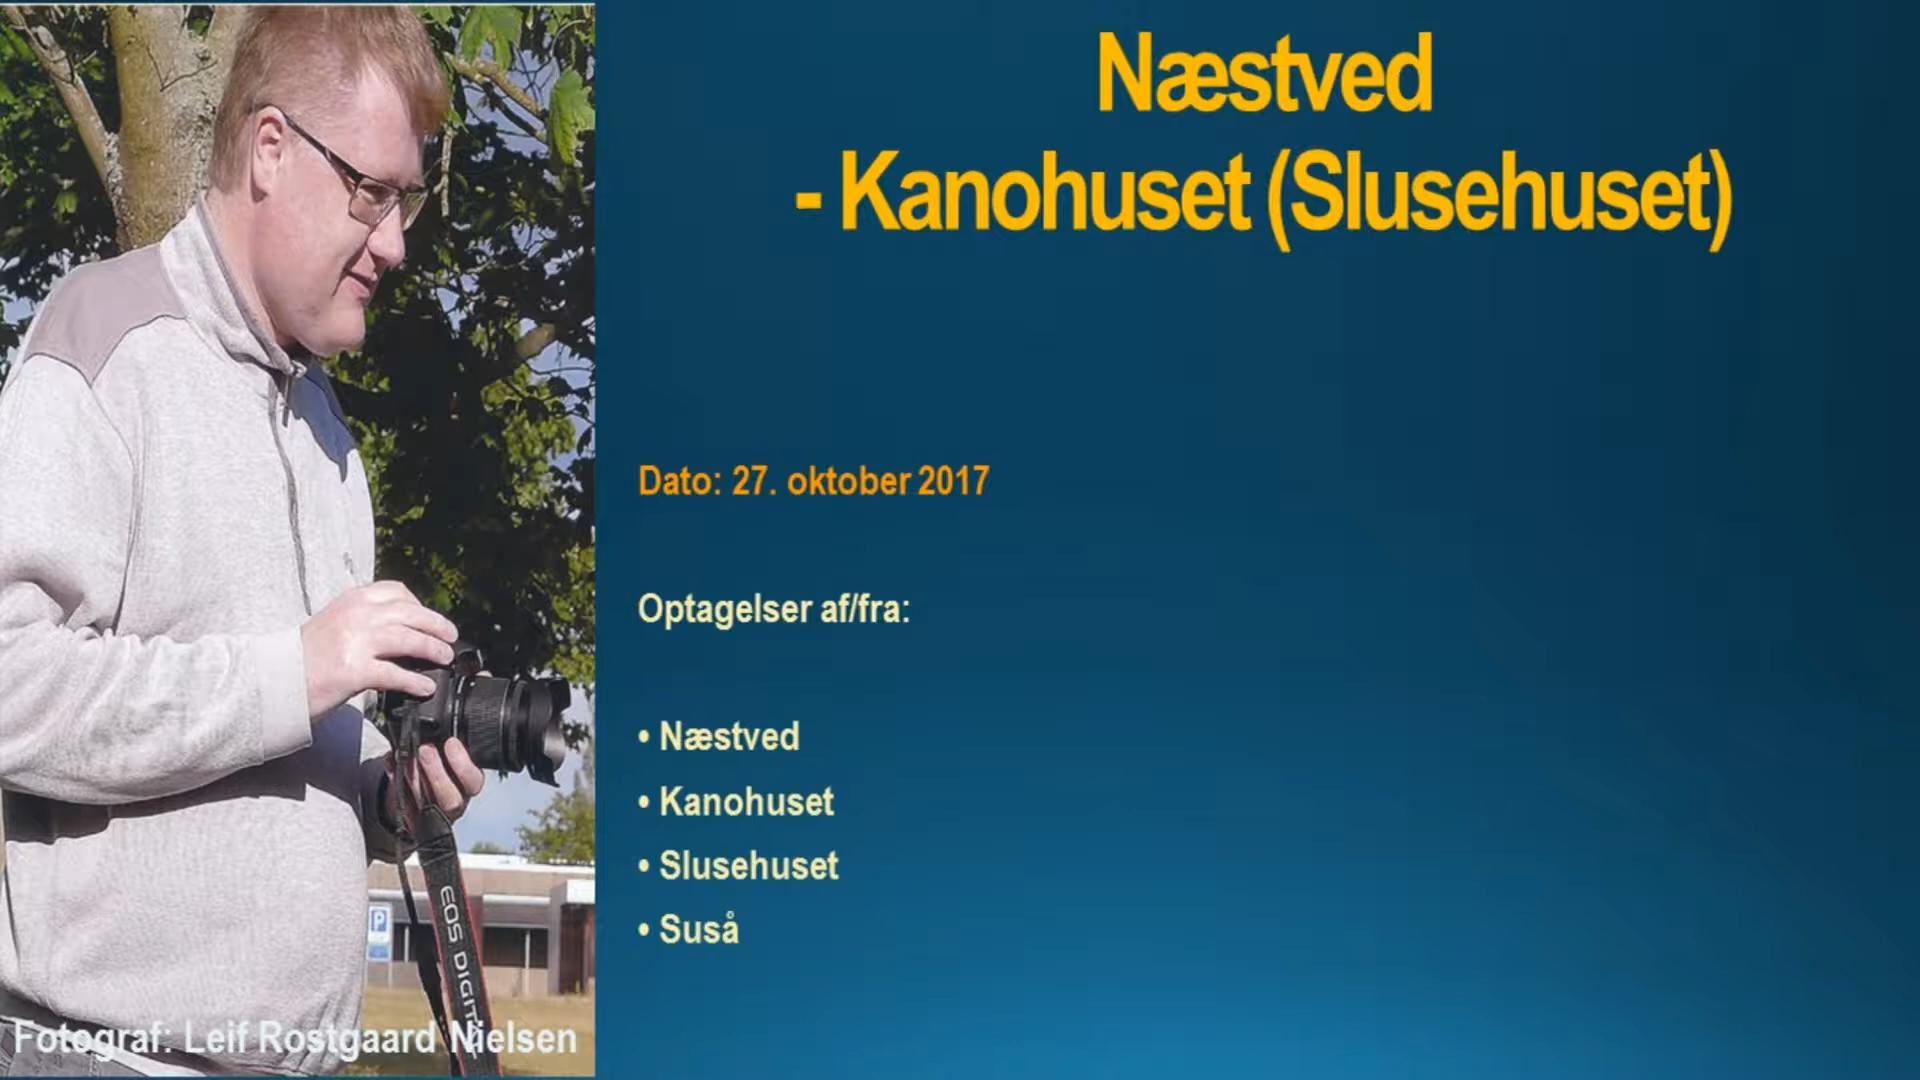 Næstved
- Kanohuset (Slusehuset)
Dato: 27. oktober 2017
Optagelser af/fra:
• Næstved
• Kanohuset
• Slusehuset
• Suså
P
EOS DIGIT
Fotograf: Leif Rostgaard Nielsen